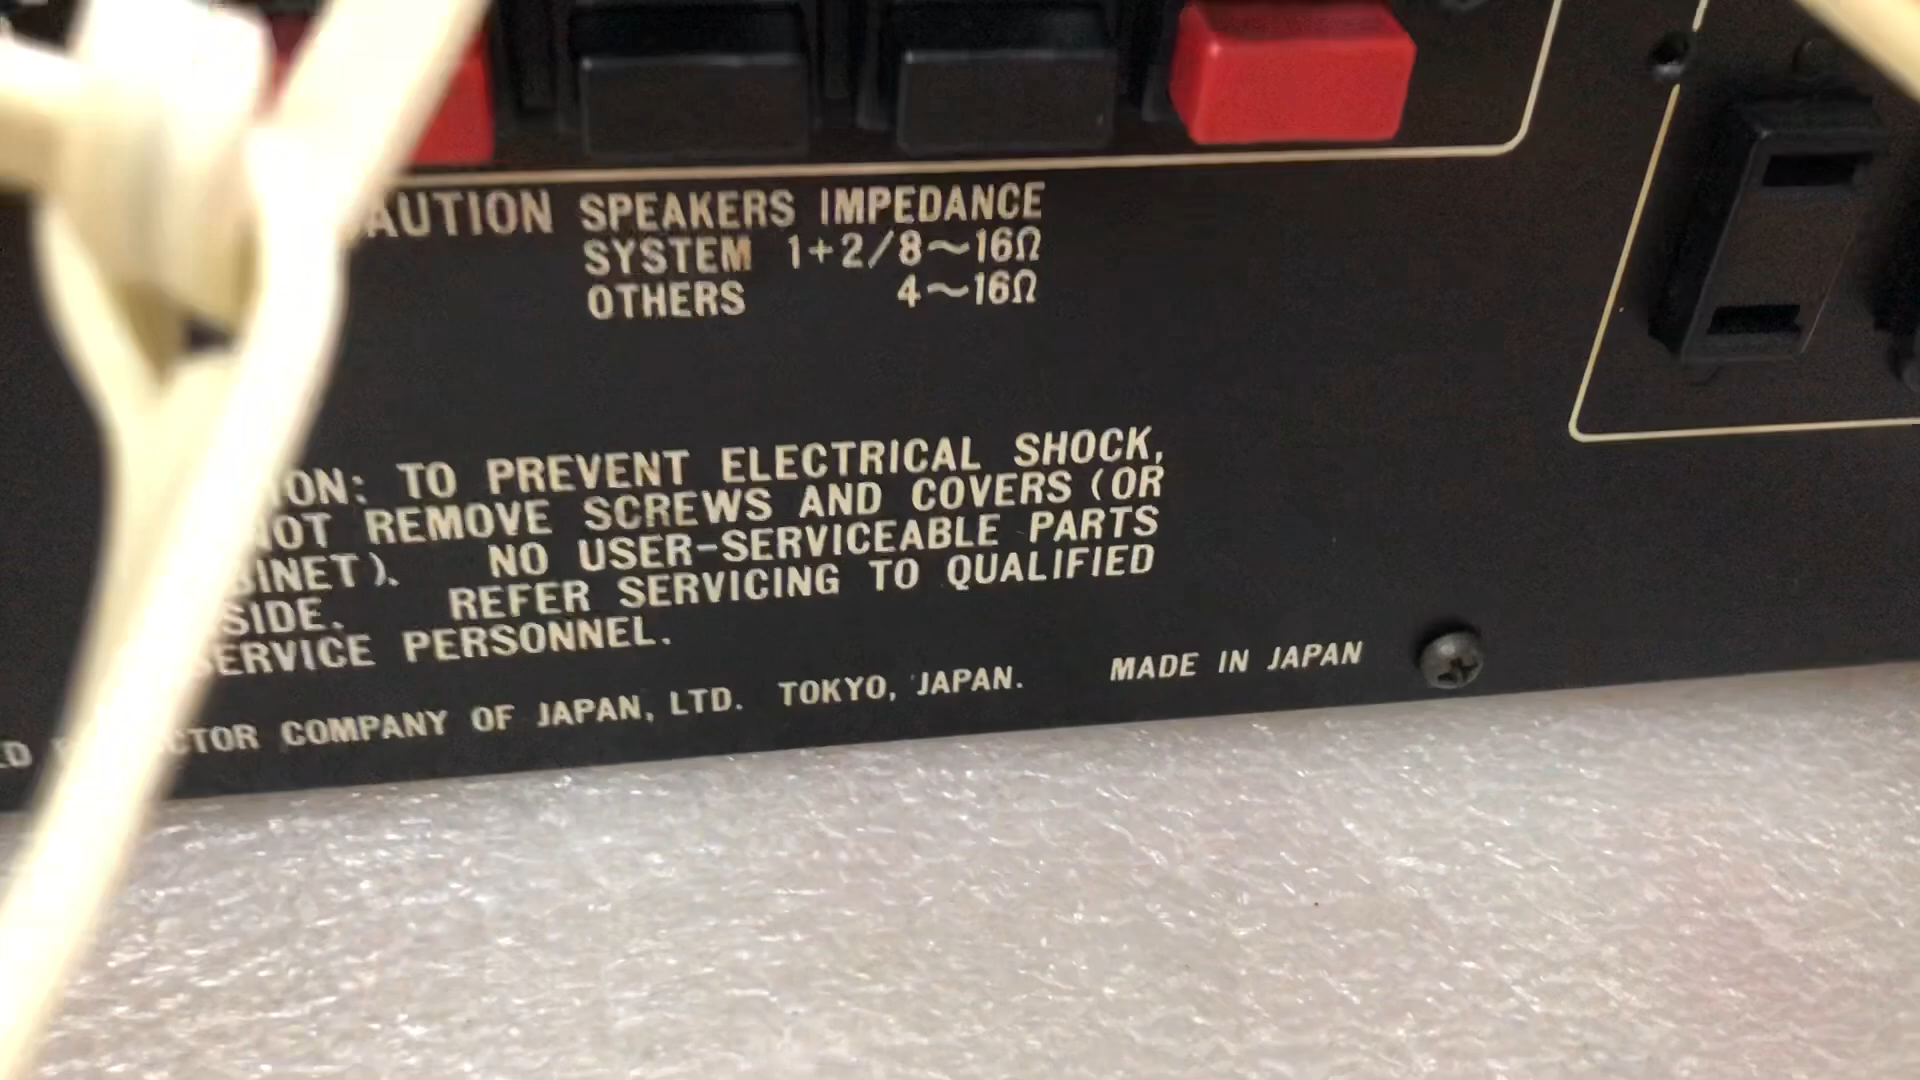 SPEAKERS IMPEDANCE
SYSTEM 1+2/8~16Ω
OTHERS 4~16Ω
TO PREVENT ELECTRICAL SHOCK,
REMOVE SCREWS AND COVERS (OR
NO USER-SERVICEABLE PARTS
REFER SERVICING TO QUALIFIED
PERSONNEL.
COMPANY OF JAPAN, LTD. TOKYO, JAPAN. MADE IN JAPAN